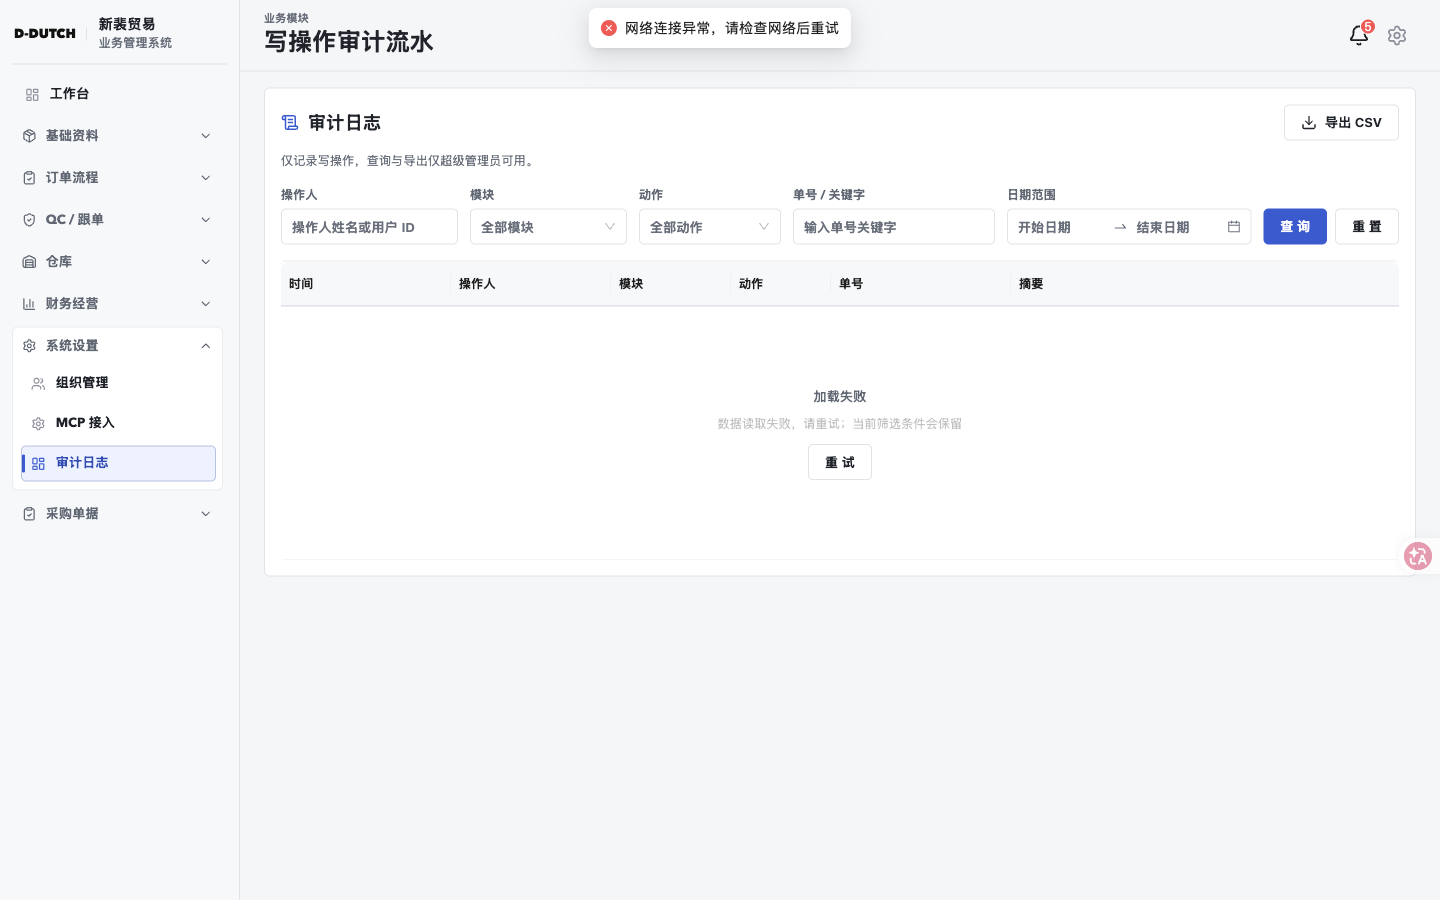 D-DUTCH
新裴贸易
业务管理系统
工作台
基础资料
订单流程
QC / 跟单
仓库
财务经营
系统设置
组织管理
MCP 接入
审计日志
采购单据
业务模块
写操作审计流水
网络连接异常，请检查网络后重试
5
审计日志
导出 CSV
仅记录写操作，查询与导出仅超级管理员可用。
操作人
模块
动作
单号 / 关键字
日期范围
操作人姓名或用户 ID
全部模块
全部动作
输入单号关键字
开始日期
结束日期
查 询
重 置
时间
操作人
模块
动作
单号
摘要
加载失败
数据读取失败，请重试；当前筛选条件会保留
重 试